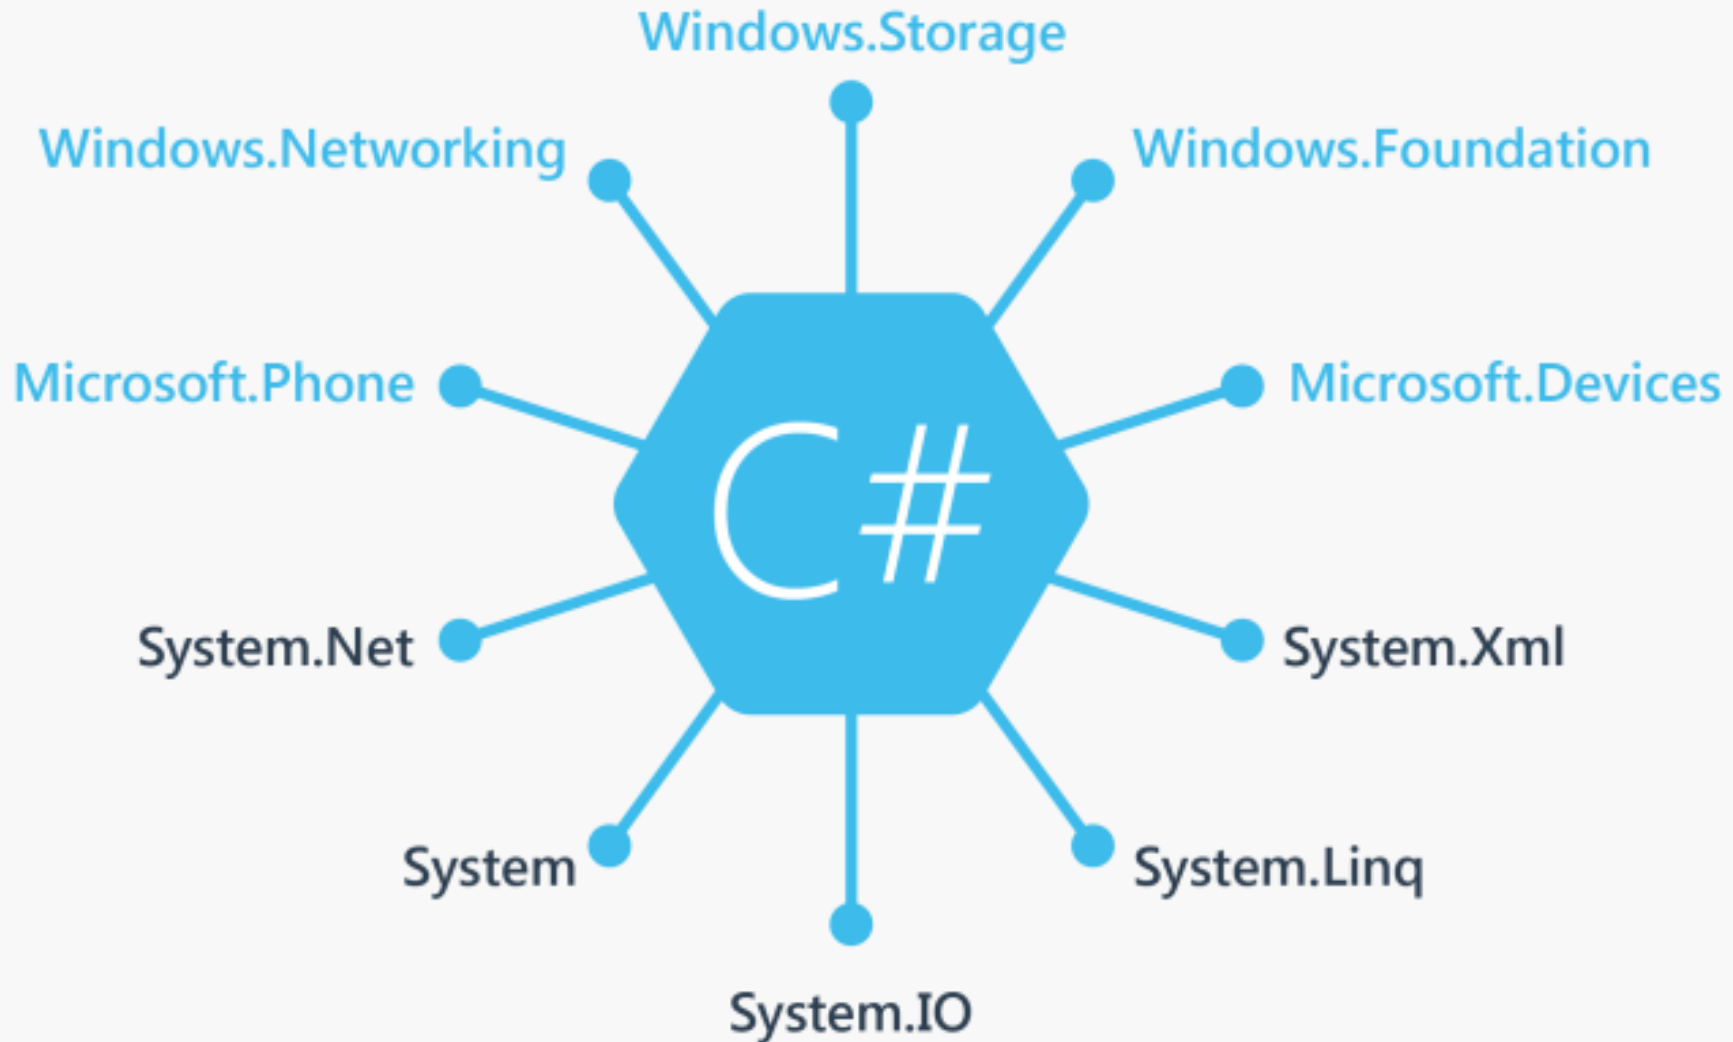 Windows.Storage
Windows.Networking
Windows.Foundation
Microsoft.Phone
Microsoft.Devices
C#
System.Net
System.Xml
System
System.Linq
System.IO